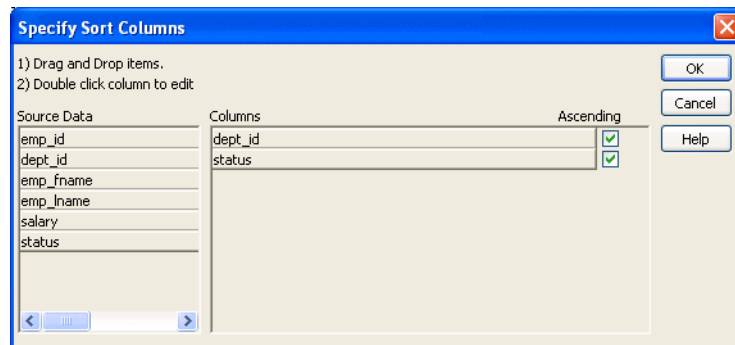 Specify Sort Columns
1) Drag and Drop items.
2) Double click column to edit
OK
Cancel
Help
Source Data
emp_id
dept_id
emp_fname
emp_lname
salary
status
Columns Ascending
dept_id
status